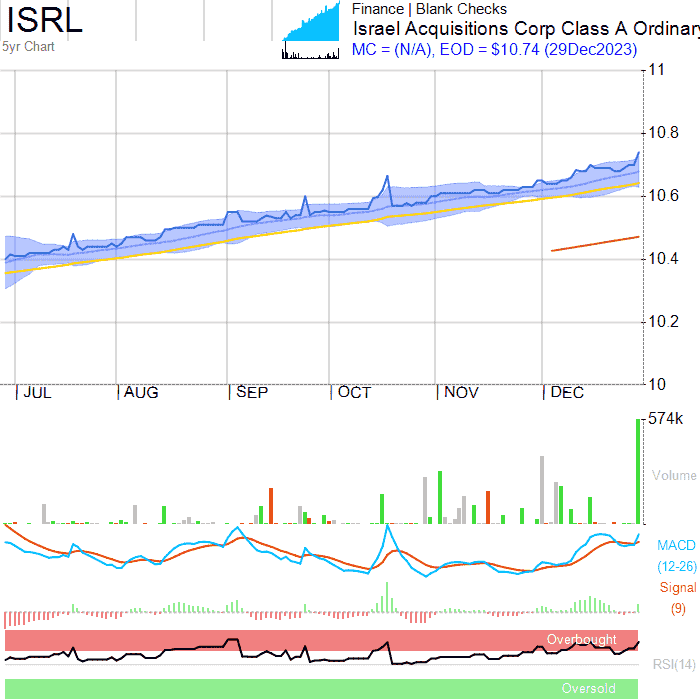 ISRL
5yr Chart
Finance | Blank Checks
Israel Acquisitions Corp Class A Ordinary
MC = (N/A), EOD = $10.74 (29Dec2023)
11
10.8
10.6
10.4
10.2
10
JUL AUG SEP OCT NOV DEC
574k
Volume
MACD
(12-26)
Signal
(9)
Overbought
RSI(14)
Oversold